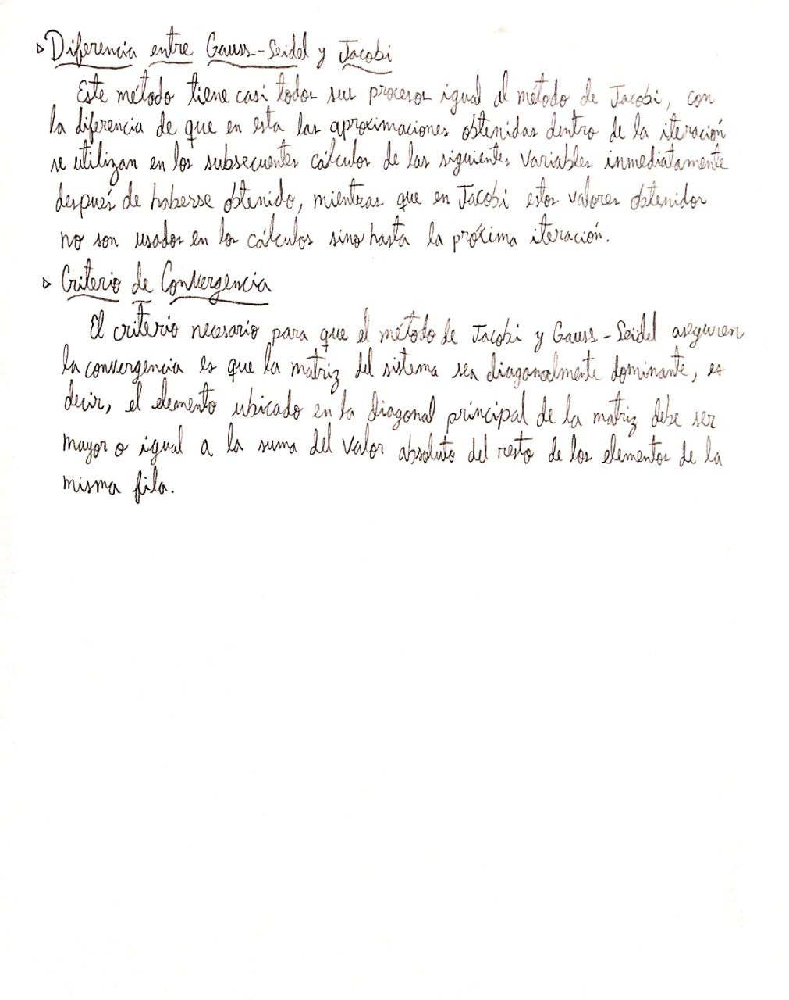 ▹ Diferencia entre Gauss-Seidel y Jacobi
Este método tiene casi todos sus procesos igual al método de Jacobi, con
la diferencia de que en esta las aproximaciones obtenidas dentro de la iteración
se utilizan en los subsecuentes cálculos de las siguientes variables inmediatamente
después de haberse obtenido, mientras que en Jacobi estos valores obtenidos
no son usados en los cálculos sino hasta la próxima iteración.
▹ Criterio de Convergencia
El criterio necesario para que el método de Jacobi y Gauss-Seidel aseguren
la convergencia es que la matriz del sistema sea diagonalmente dominante, es
decir, el elemento ubicado en la diagonal principal de la matriz debe ser
mayor o igual a la suma del valor absoluto del resto de los elementos de la
misma fila.